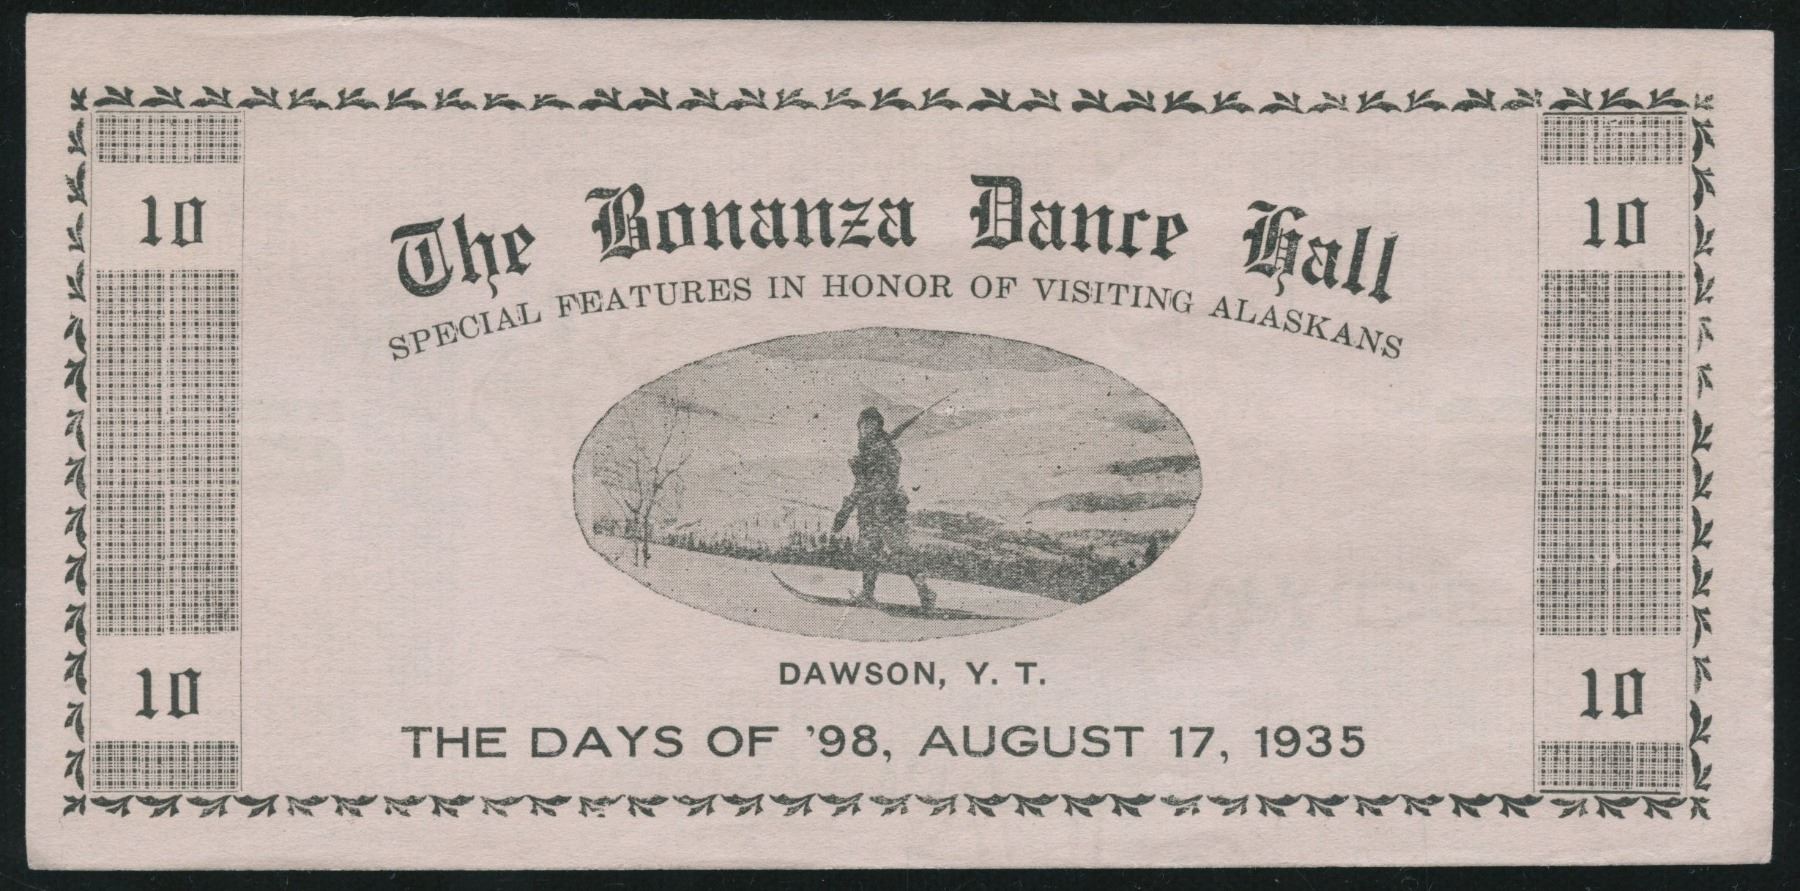 10
10
The Bonanza Dance Hall
SPECIAL FEATURES IN HONOR OF VISITING ALASKANS
DAWSON, Y. T.
10
10
THE DAYS OF '98, AUGUST 17, 1935